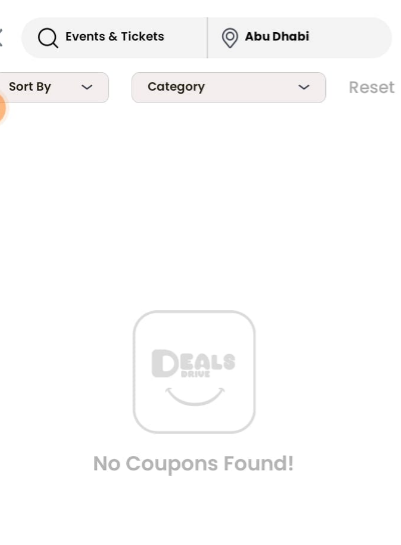 Events & Tickets
Abu Dhabi
Sort By
Category
Reset
DEALS
DRIVE
No Coupons Found!